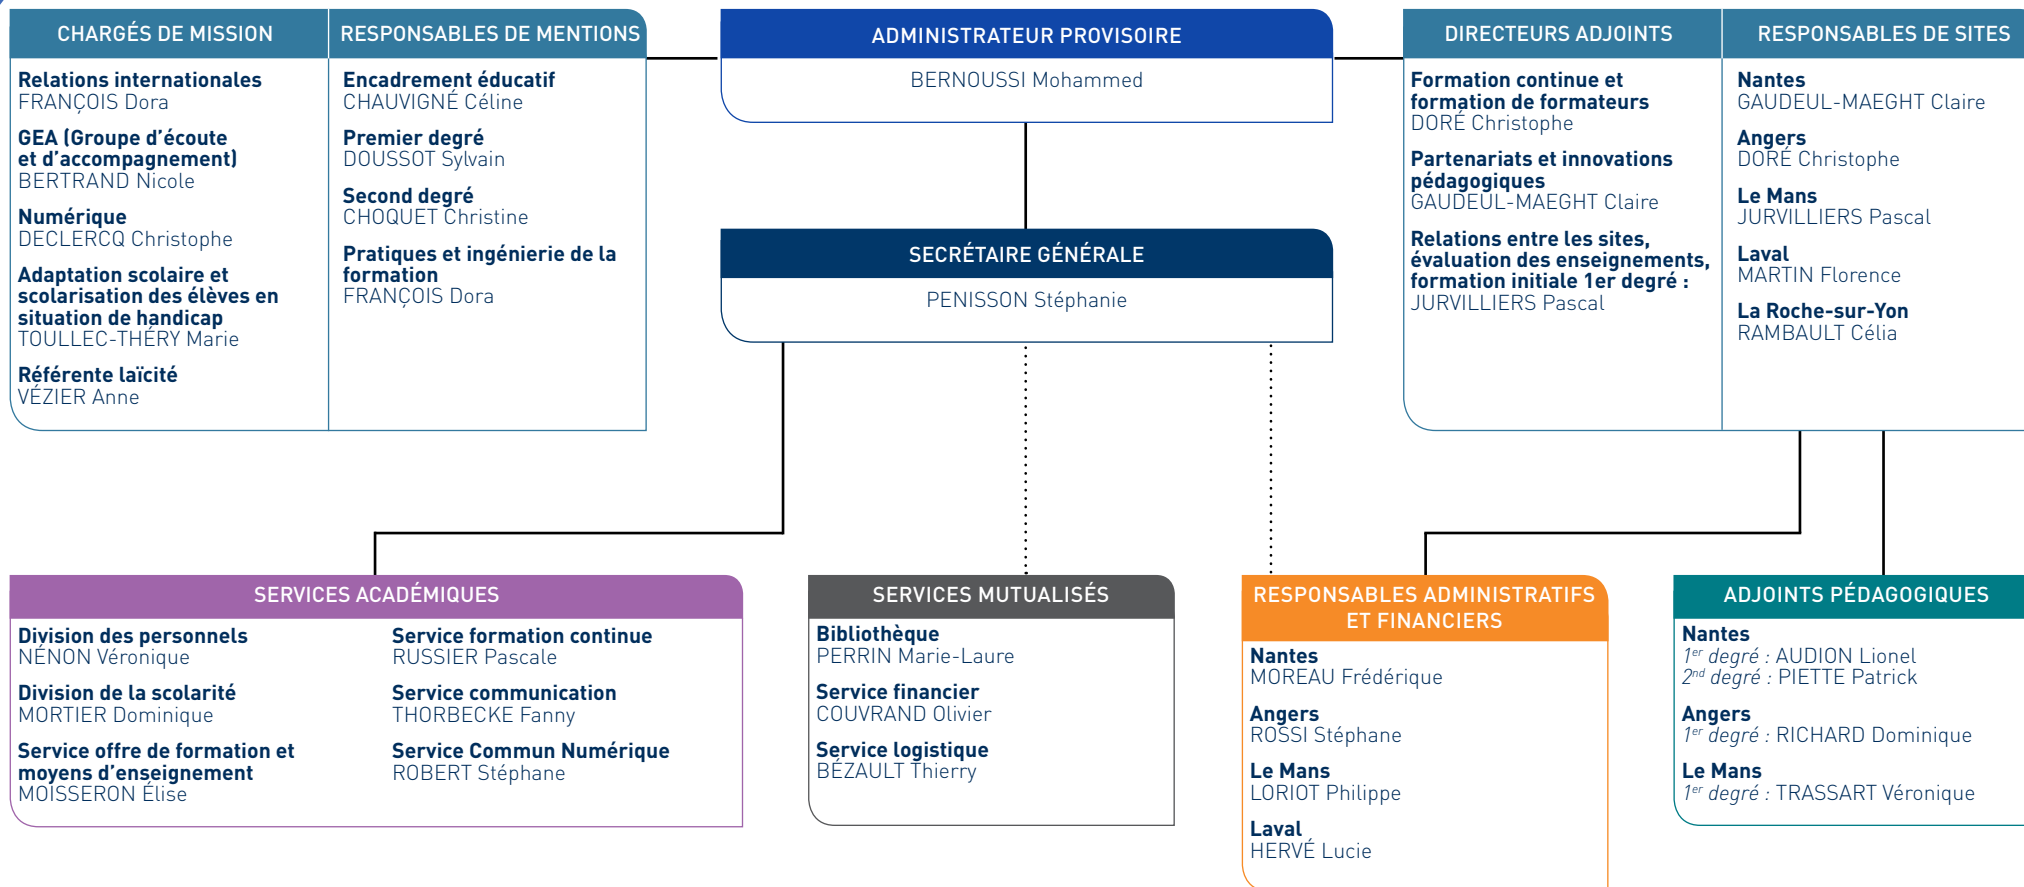 CHARGÉS DE MISSION
Relations internationales
FRANÇOIS Dora
GEA (Groupe d'écoute
et d'accompagnement)
BERTRAND Nicole
Numérique
DECLERCQ Christophe
Adaptation scolaire et
scolarisation des élèves en
situation de handicap
TOULLEC-THÉRY Marie
Référente laïcité
VÉZIER Anne
RESPONSABLES DE MENTIONS
Encadrement éducatif
CHAUVIGNÉ Céline
Premier degré
DOUSSOT Sylvain
Second degré
CHOQUET Christine
Pratiques et ingénierie de la
formation
FRANÇOIS Dora
ADMINISTRATEUR PROVISOIRE
BERNOUSSI Mohammed
SECRÉTAIRE GÉNÉRALE
PENISSON Stéphanie
DIRECTEURS ADJOINTS
Formation continue et
formation de formateurs
DORÉ Christophe
Partenariats et innovations
pédagogiques
GAUDEUL-MAEGHT Claire
Relations entre les sites,
évaluation des enseignements,
formation initiale 1er degré :
JURVILLIERS Pascal
RESPONSABLES DE SITES
Nantes
GAUDEUL-MAEGHT Claire
Angers
DORÉ Christophe
Le Mans
JURVILLIERS Pascal
Laval
MARTIN Florence
La Roche-sur-Yon
RAMBAULT Célia
SERVICES ACADÉMIQUES
Division des personnels
NÉNON Véronique
Division de la scolarité
MORTIER Dominique
Service offre de formation et
moyens d'enseignement
MOISSERON Élise
Service formation continue
RUSSIER Pascale
Service communication
THORBECKE Fanny
Service Commun Numérique
ROBERT Stéphane
SERVICES MUTUALISÉS
Bibliothèque
PERRIN Marie-Laure
Service financier
COUVRAND Olivier
Service logistique
BÉZAULT Thierry
RESPONSABLES ADMINISTRATIFS
ET FINANCIERS
Nantes
MOREAU Frédérique
Angers
ROSSI Stéphane
Le Mans
LORIOT Philippe
Laval
HERVÉ Lucie
ADJOINTS PÉDAGOGIQUES
Nantes
1er degré : AUDION Lionel
2nd degré : PIETTE Patrick
Angers
1er degré : RICHARD Dominique
Le Mans
1er degré : TRASSART Véronique